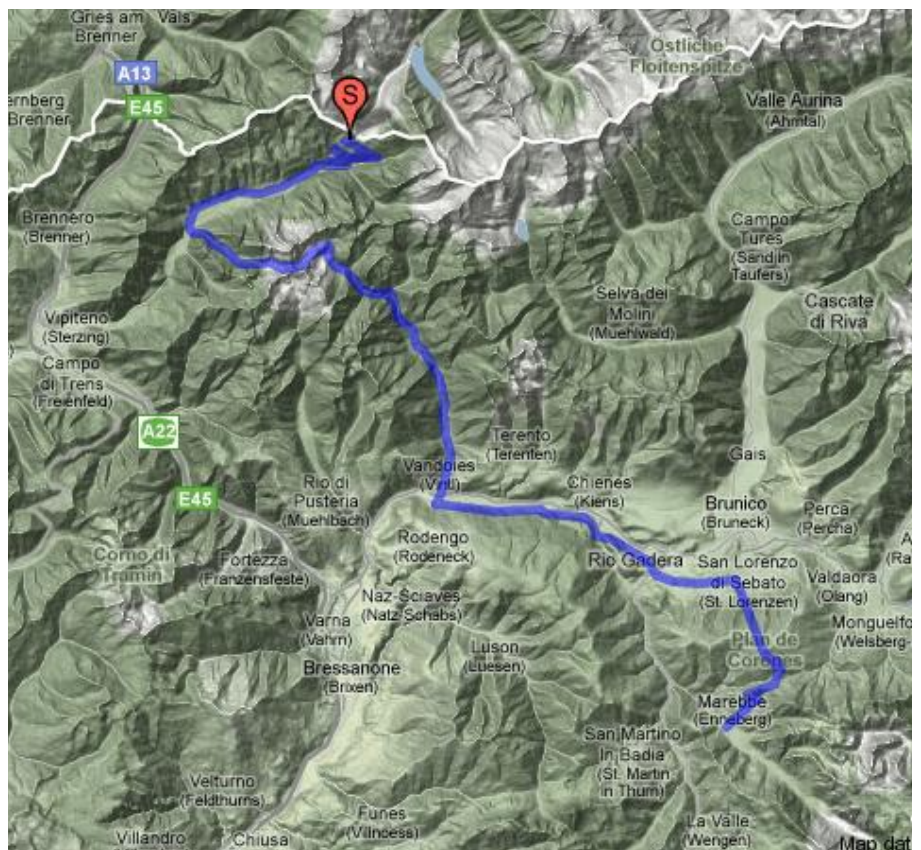 Gries am
Brenner
Vals
Ostliche
Floitenspitze
A13
E45
ernberg
Brenner
Valle Aurina
(Ahrntal)
S
Brennero
(Brenner)
Campo
Tures
(Sand in
Taufers)
Selva dei
Molini
(Muehlwald)
Cascate
di Riva
Vipiteno
(Sterzing)
Campo
di Trens
(Freienfeld)
A22
Terento
(Terenten)
Gais
E45
Rio di
Pusteria
(Muehlbach)
Vandoies
(Vintl)
Chienes
(Kiens)
Brunico
(Bruneck)
Perca
(Percha)
Rodengo
(Rodeneck)
Corno di
Tramin
Fortezza
(Franzensfeste)
Rio Gadera
San Lorenzo
di Sebato
(St. Lorenzen)
A
(Ra
Valdaora
(Olang)
Naz-Sciaves
(Natz-Schabs)
Varna
(Vahrn)
Luson
(Luesen)
Plan de
Corones
Monguelfo
(Welsberg-
Bressanone
(Brixen)
Marebbe
(Enneberg)
San Martino
In Badia
(St. Martin
in Thurn)
Velturno
(Feldthurns)
Funes
(Villnoess)
La Valle
(Wengen)
Villandro
Chiusa
Map dat